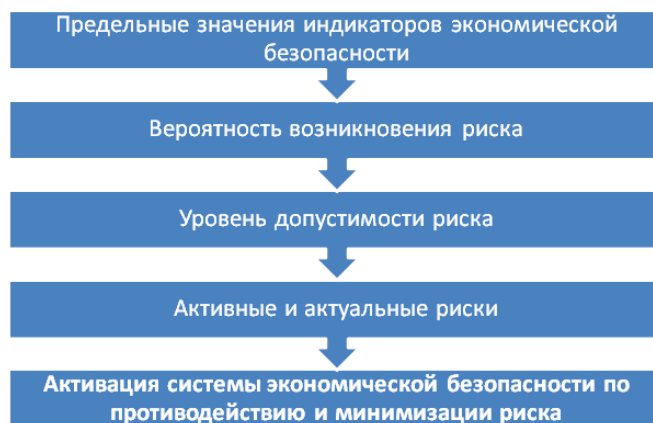 Предельные значения индикаторов экономической
безопасности
Вероятность возникновения риска
Уровень допустимости риска
Активные и актуальные риски
Активация системы экономической безопасности по
противодействию и минимизации риска